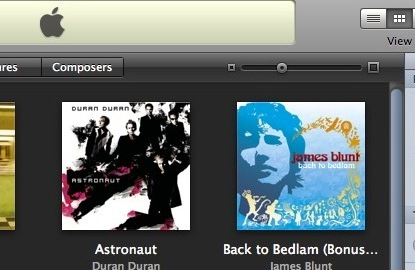 View
res
Composers
DURAN DURAN
ASTRONAUT
james blunt
back to bedlam
Astronaut
Back to Bedlam (Bonus...
Duran Duran
James Blunt